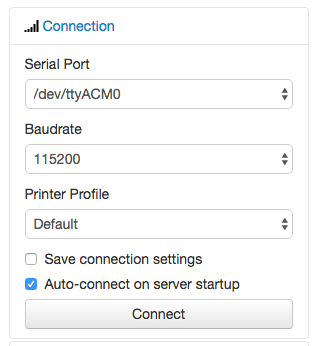 Connection
Serial Port
/dev/ttyACM0
Baudrate
115200
Printer Profile
Default
Save connection settings
Auto-connect on server startup
Connect